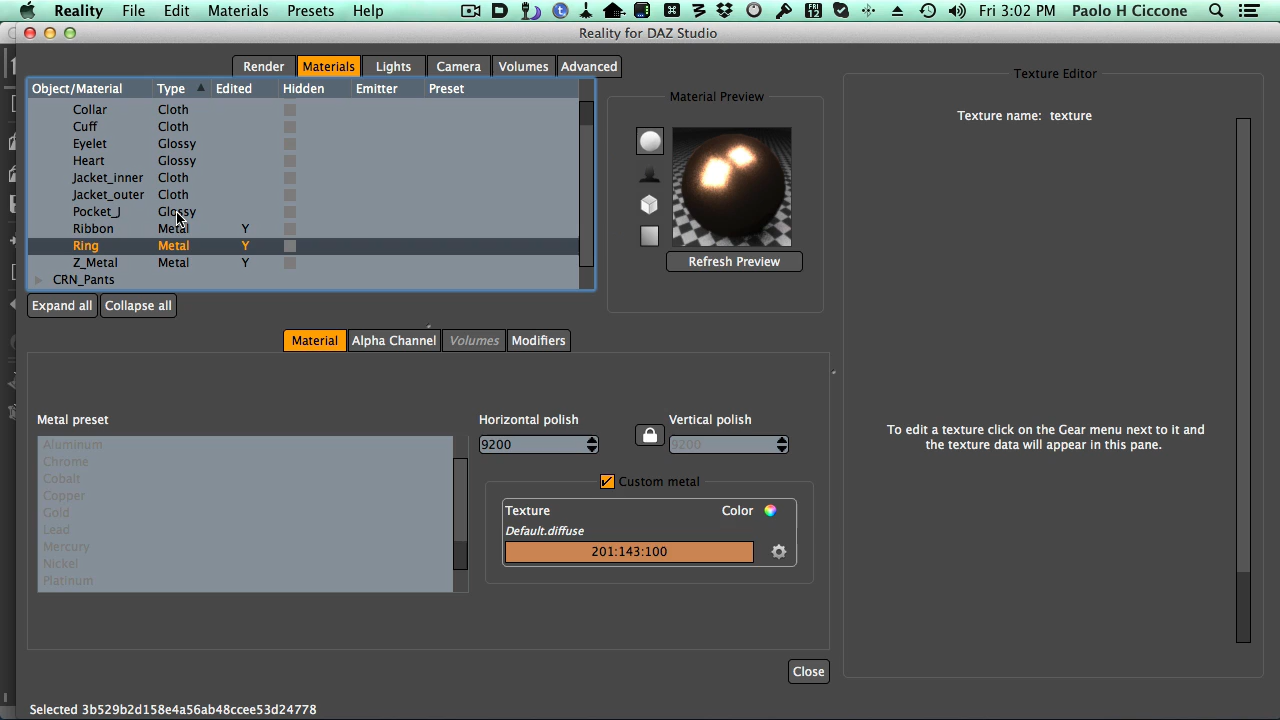 Reality File Edit Materials Presets Help FRI 12 Fri 3:02 PM Paolo H Ciccone
Reality for DAZ Studio
Render Materials Lights Camera Volumes Advanced
Object/Material Type Edited Hidden Emitter Preset
Collar Cloth
Cuff Cloth
Eyelet Glossy
Heart Glossy
Jacket_inner Cloth
Jacket_outer Cloth
Pocket_J Glossy
Ribbon Metal Y
Ring Metal Y
Z_Metal Metal Y
CRN_Pants
Expand all Collapse all
Material Preview
Refresh Preview
Texture Editor
Texture name: texture
To edit a texture click on the Gear menu next to it and
the texture data will appear in this pane.
Material Alpha Channel Volumes Modifiers
Metal preset
Aluminum
Chrome
Cobalt
Copper
Gold
Lead
Mercury
Nickel
Platinum
Horizontal polish Vertical polish
9200 9200
Custom metal
Texture Color
Default.diffuse
201:143:100
Close
Selected 3b529b2d158e4a56ab48ccee53d24778